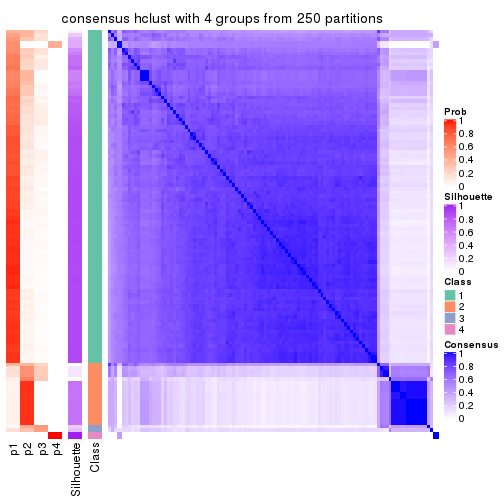 consensus hclust with 4 groups from 250 partitions
Prob
1
0.8
0.6
0.4
0.2
0
Silhouette
1
0.8
0.6
0.4
0.2
0
Class
1
2
3
4
Consensus
1
0.8
0.6
0.4
0.2
0
p1
p2
p3
p4
Silhouette
Class